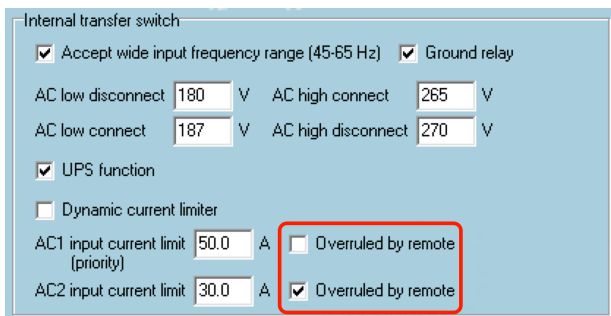 Internal transfer switch
Accept wide input frequency range (45-65 Hz) Ground relay
AC low disconnect 180 V AC high connect 265 V
AC low connect 187 V AC high disconnect 270 V
UPS function
Dynamic current limiter
AC1 input current limit 50.0 A Overruled by remote
(priority)
AC2 input current limit 30.0 A Overruled by remote